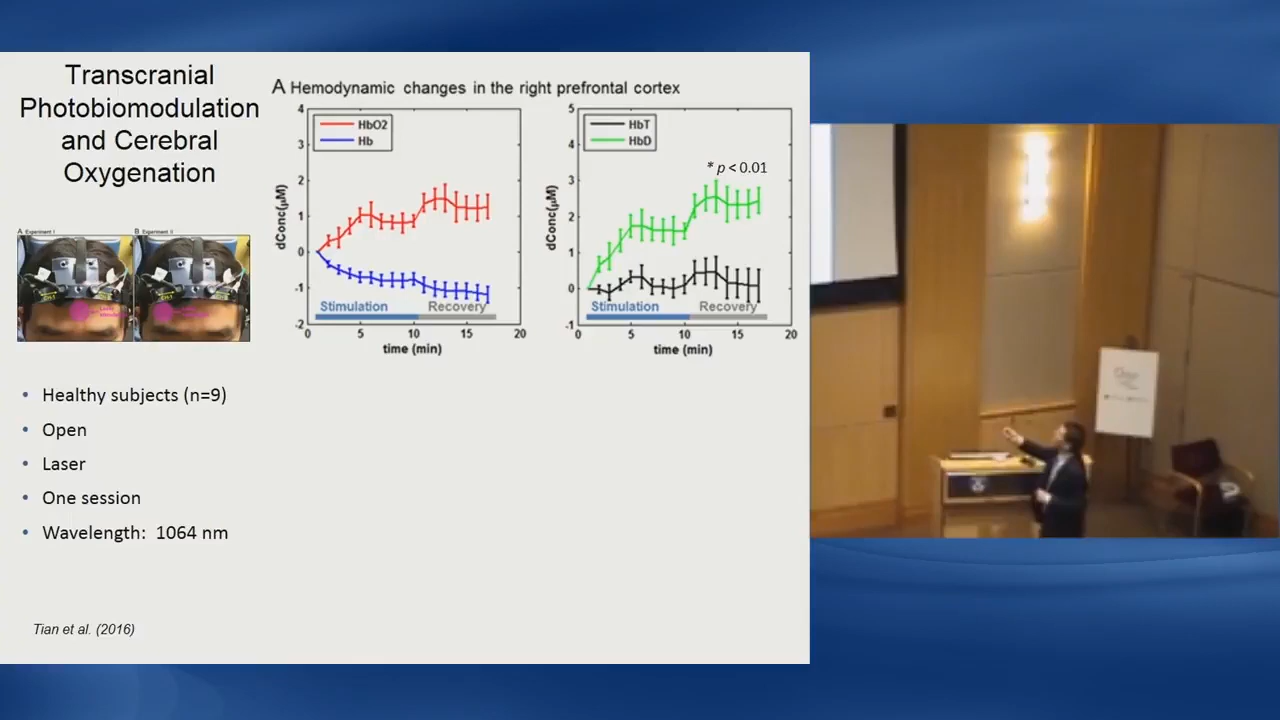 Transcranial
Photobiomodulation
and Cerebral
Oxygenation
A Experiment I
B Experiment II
A Hemodynamic changes in the right prefrontal cortex
4
3
2
1
0
-1
-2
dConc(μM)
HbO2
Hb
Stimulation
Recovery
0
5
10
15
20
time (min)
5
4
3
2
1
0
-1
dConc(μM)
HbT
HbD
* p < 0.01
Stimulation
Recovery
0
5
10
15
20
time (min)
• Healthy subjects (n=9)
• Open
• Laser
• One session
• Wavelength: 1064 nm
Tian et al. (2016)